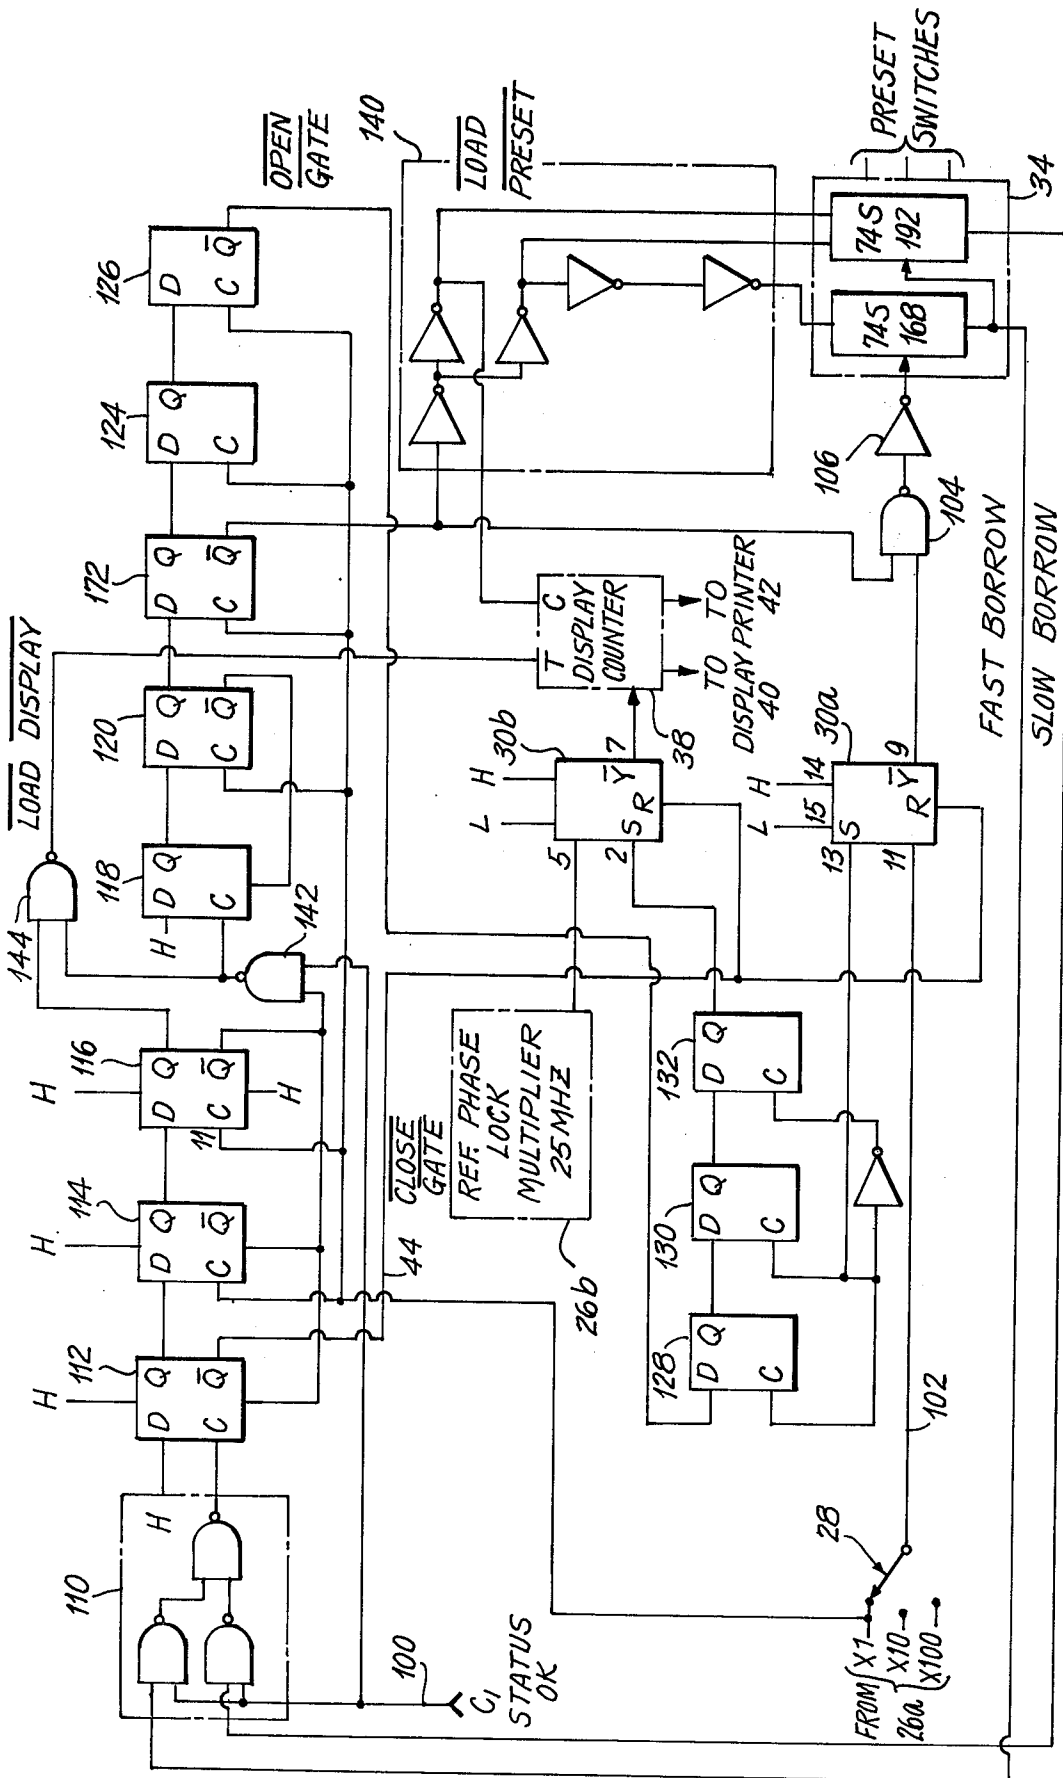 LOAD DISPLAY
OPEN
GATE
LOAD
PRESET
140
144
H
H
H
H
H
H
112
D Q
C Q̄
114
D Q
C Q̄
116
D Q
C Q̄
11
118
D Q
C
120
D Q
C Q̄
172
D Q
C Q̄
124
D Q
C
126
D
C Q̄
110
142
CLOSE
GATE
44
REF. PHASE
LOCK
MULTIPLIER
25 MHZ
26b
L H
30b
5
2
S
R
Ȳ 7
T C
DISPLAY
COUNTER
38
TO
DISPLAY
40
TO
PRINTER
42
128
D Q
C
130
D Q
C
132
D Q
C
L H
15 14
30a
13
11
S
R
Ȳ 9
104
106
74S
168
74S
192
PRESET
SWITCHES
34
100
C₁
STATUS
OK
FROM
26a
X1
X10
X100
28
102
FAST BORROW
SLOW BORROW